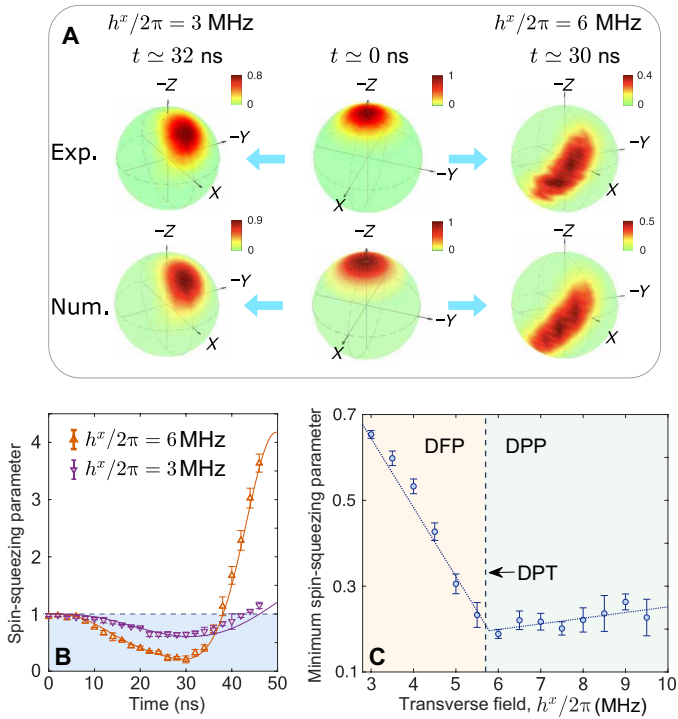 A
h^x/2π = 3 MHz
h^x/2π = 6 MHz
t ≃ 32 ns
t ≃ 0 ns
t ≃ 30 ns
−Z 0.8 0
−Z 1 0
−Z 0.4 0
Exp.
−Y
X
−Y
X
−Y
X
−Z 0.9 0
−Z 1 0
−Z 0.5 0
Num.
−Y
X
−Y
X
−Y
X
Spin-squeezing parameter
4
3
2
1
0
h^x/2π = 6 MHz
h^x/2π = 3 MHz
B
0 10 20 30 40 50
Time (ns)
Minimum spin-squeezing parameter
0.7
0.5
0.3
0.1
DFP
DPP
DPT
C
3 4 5 6 7 8 9 10
Transverse field, h^x/2π (MHz)